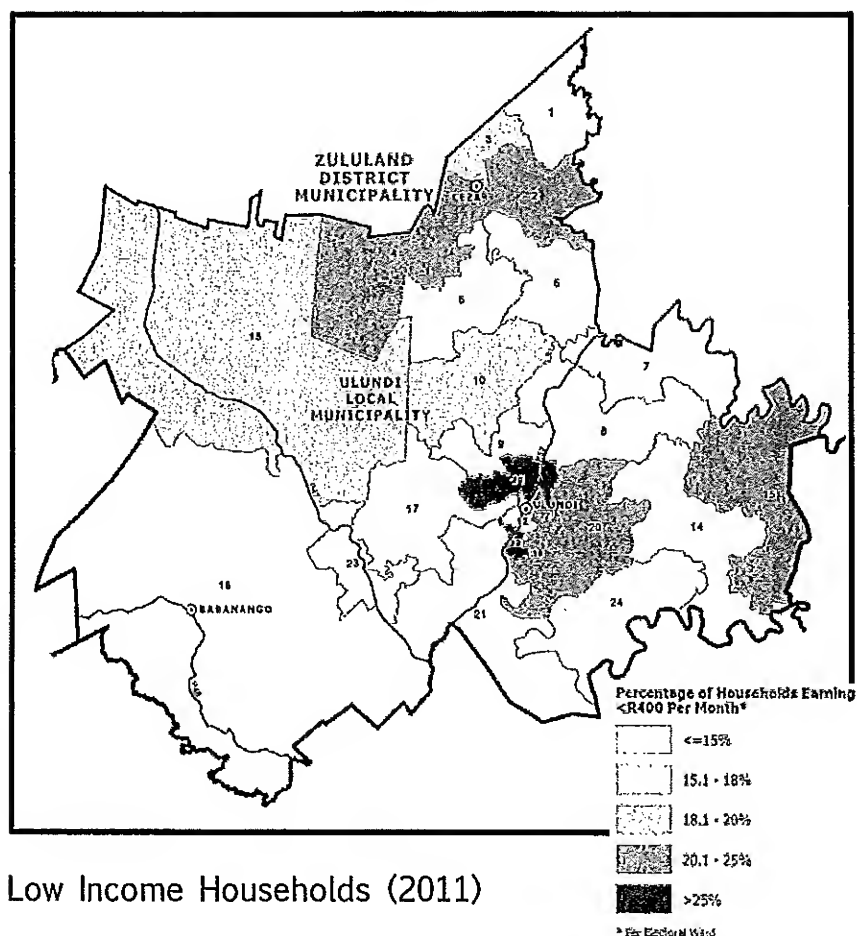 1
3
ZULULAND
DISTRICT
MUNICIPALITY
2
6
10
ULUNDI
LOCAL
MUNICIPALITY
7
8
9
ULUNDI
17
20
14
23
16
BABANANGO
21
24
Percentage of Households Earning
<R400 Per Month*
<=15%
15.1 - 18%
18.1 - 20%
20.1 - 25%
>25%
* Per Electoral Ward
Low Income Households (2011)